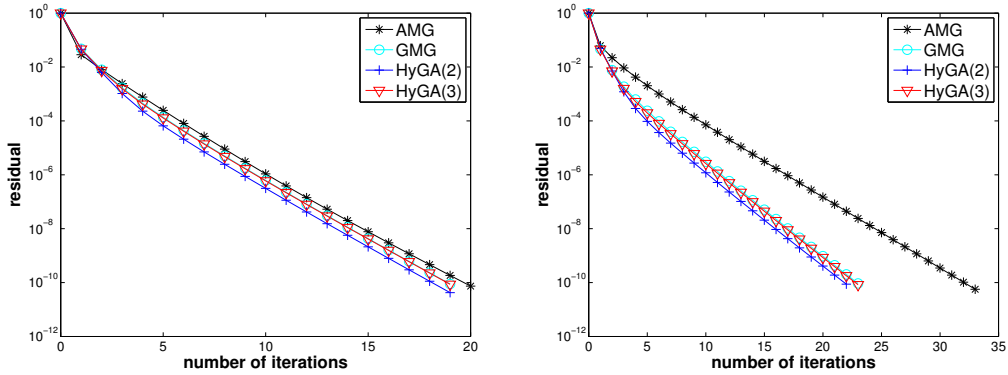 10^0
10^-2
10^-4
10^-6
10^-8
10^-10
10^-12
residual
0
5
10
15
20
number of iterations
AMG
GMG
HyGA(2)
HyGA(3)
10^0
10^-2
10^-4
10^-6
10^-8
10^-10
10^-12
residual
0
5
10
15
20
25
30
35
number of iterations
AMG
GMG
HyGA(2)
HyGA(3)